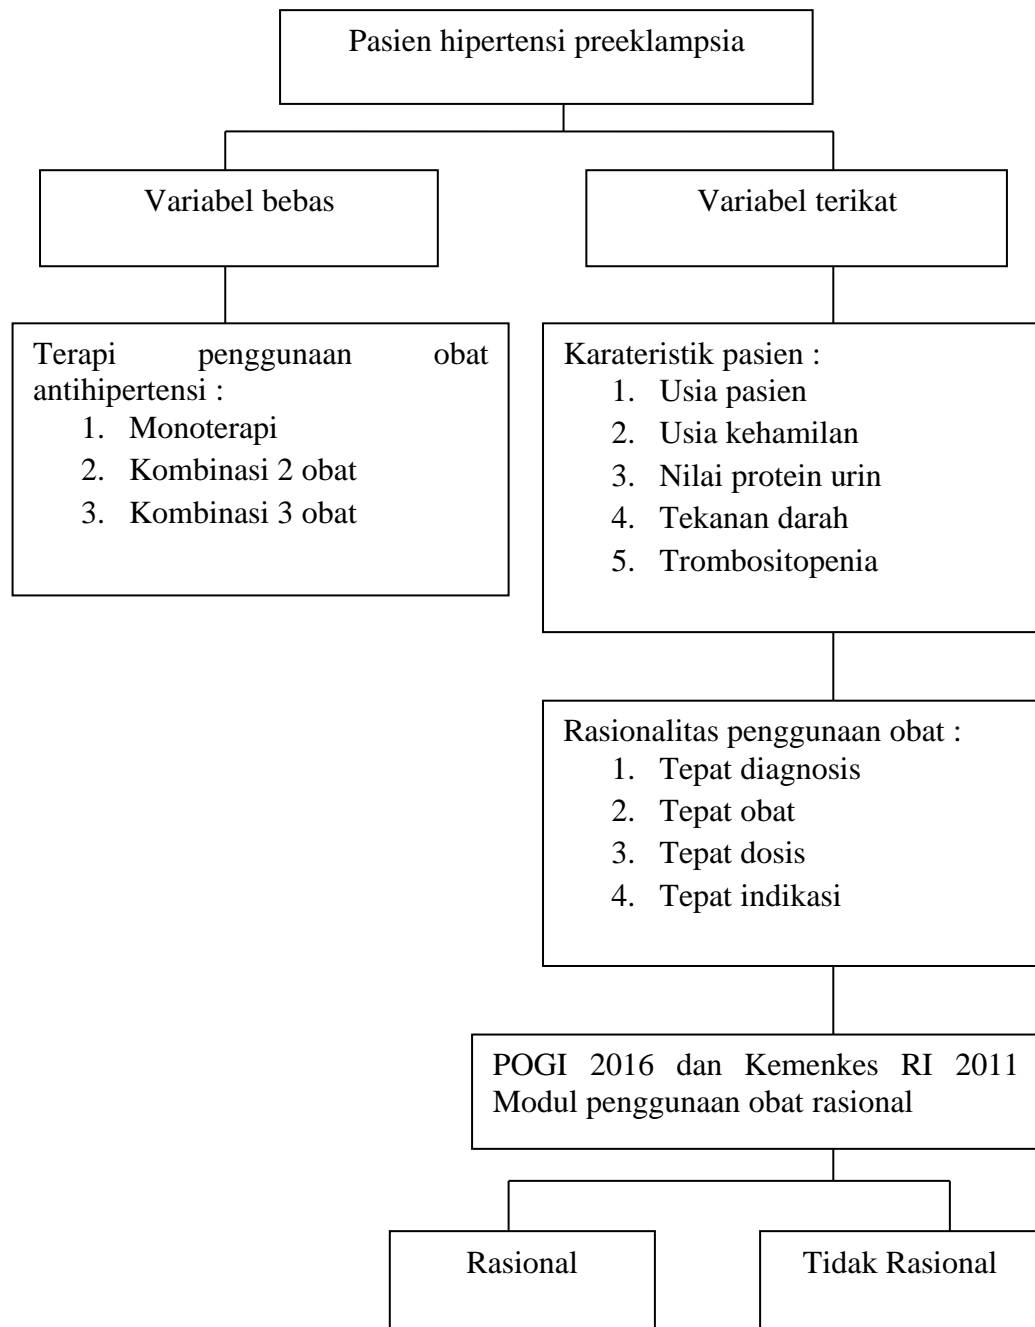 Pasien hipertensi preeklampsia
Variabel bebas
Variabel terikat
Terapi penggunaan obat
antihipertensi :
1. Monoterapi
2. Kombinasi 2 obat
3. Kombinasi 3 obat
Karateristik pasien :
1. Usia pasien
2. Usia kehamilan
3. Nilai protein urin
4. Tekanan darah
5. Trombositopenia
Rasionalitas penggunaan obat :
1. Tepat diagnosis
2. Tepat obat
3. Tepat dosis
4. Tepat indikasi
POGI 2016 dan Kemenkes RI 2011
Modul penggunaan obat rasional
Rasional
Tidak Rasional